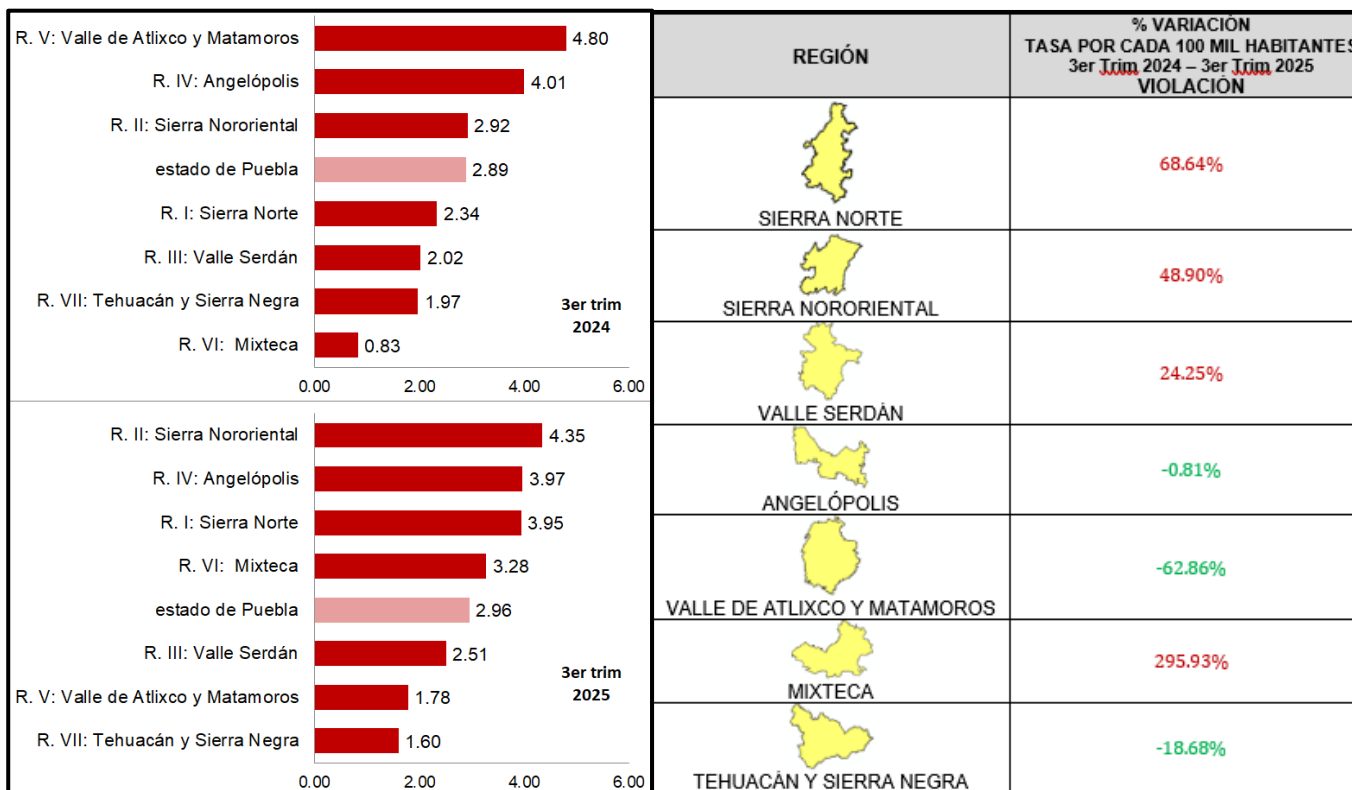 R. V: Valle de Atlixco y Matamoros 4.80
R. IV: Angelópolis 4.01
R. II: Sierra Nororiental 2.92
estado de Puebla 2.89
R. I: Sierra Norte 2.34
R. III: Valle Serdán 2.02
R. VII: Tehuacán y Sierra Negra 1.97
R. VI: Mixteca 0.83
3er trim
2024
0.00 2.00 4.00 6.00
R. II: Sierra Nororiental 4.35
R. IV: Angelópolis 3.97
R. I: Sierra Norte 3.95
R. VI: Mixteca 3.28
estado de Puebla 2.96
R. III: Valle Serdán 2.51
R. V: Valle de Atlixco y Matamoros 1.78
R. VII: Tehuacán y Sierra Negra 1.60
3er trim
2025
0.00 2.00 4.00 6.00
REGIÓN
% VARIACIÓN
TASA POR CADA 100 MIL HABITANTES
3er Trim 2024 – 3er Trim 2025
VIOLACIÓN
SIERRA NORTE
68.64%
SIERRA NORORIENTAL
48.90%
VALLE SERDÁN
24.25%
ANGELÓPOLIS
-0.81%
VALLE DE ATLIXCO Y MATAMOROS
-62.86%
MIXTECA
295.93%
TEHUACÁN Y SIERRA NEGRA
-18.68%